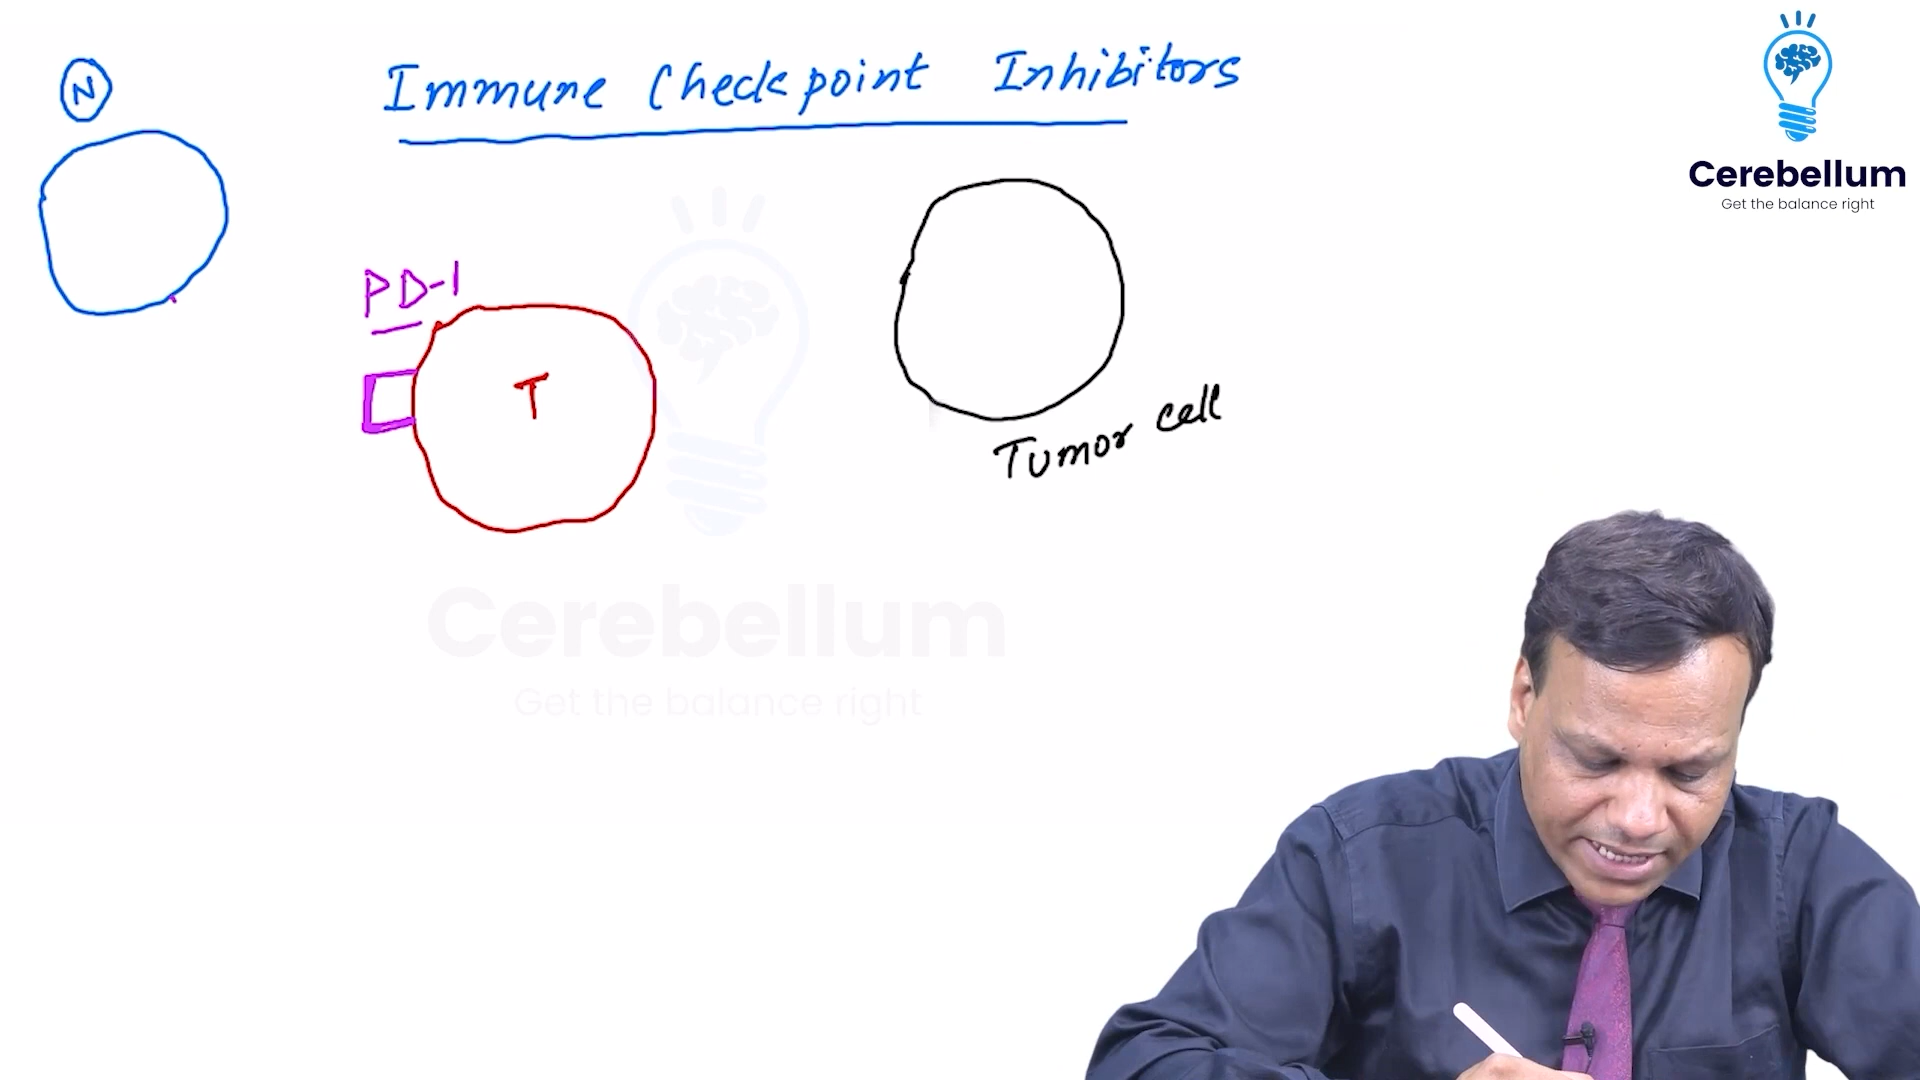 Immune Checkpoint Inhibitors
N
Cerebellum
Get the balance right
PD-1
T
Tumor cell
Cerebellum
Get the balance right